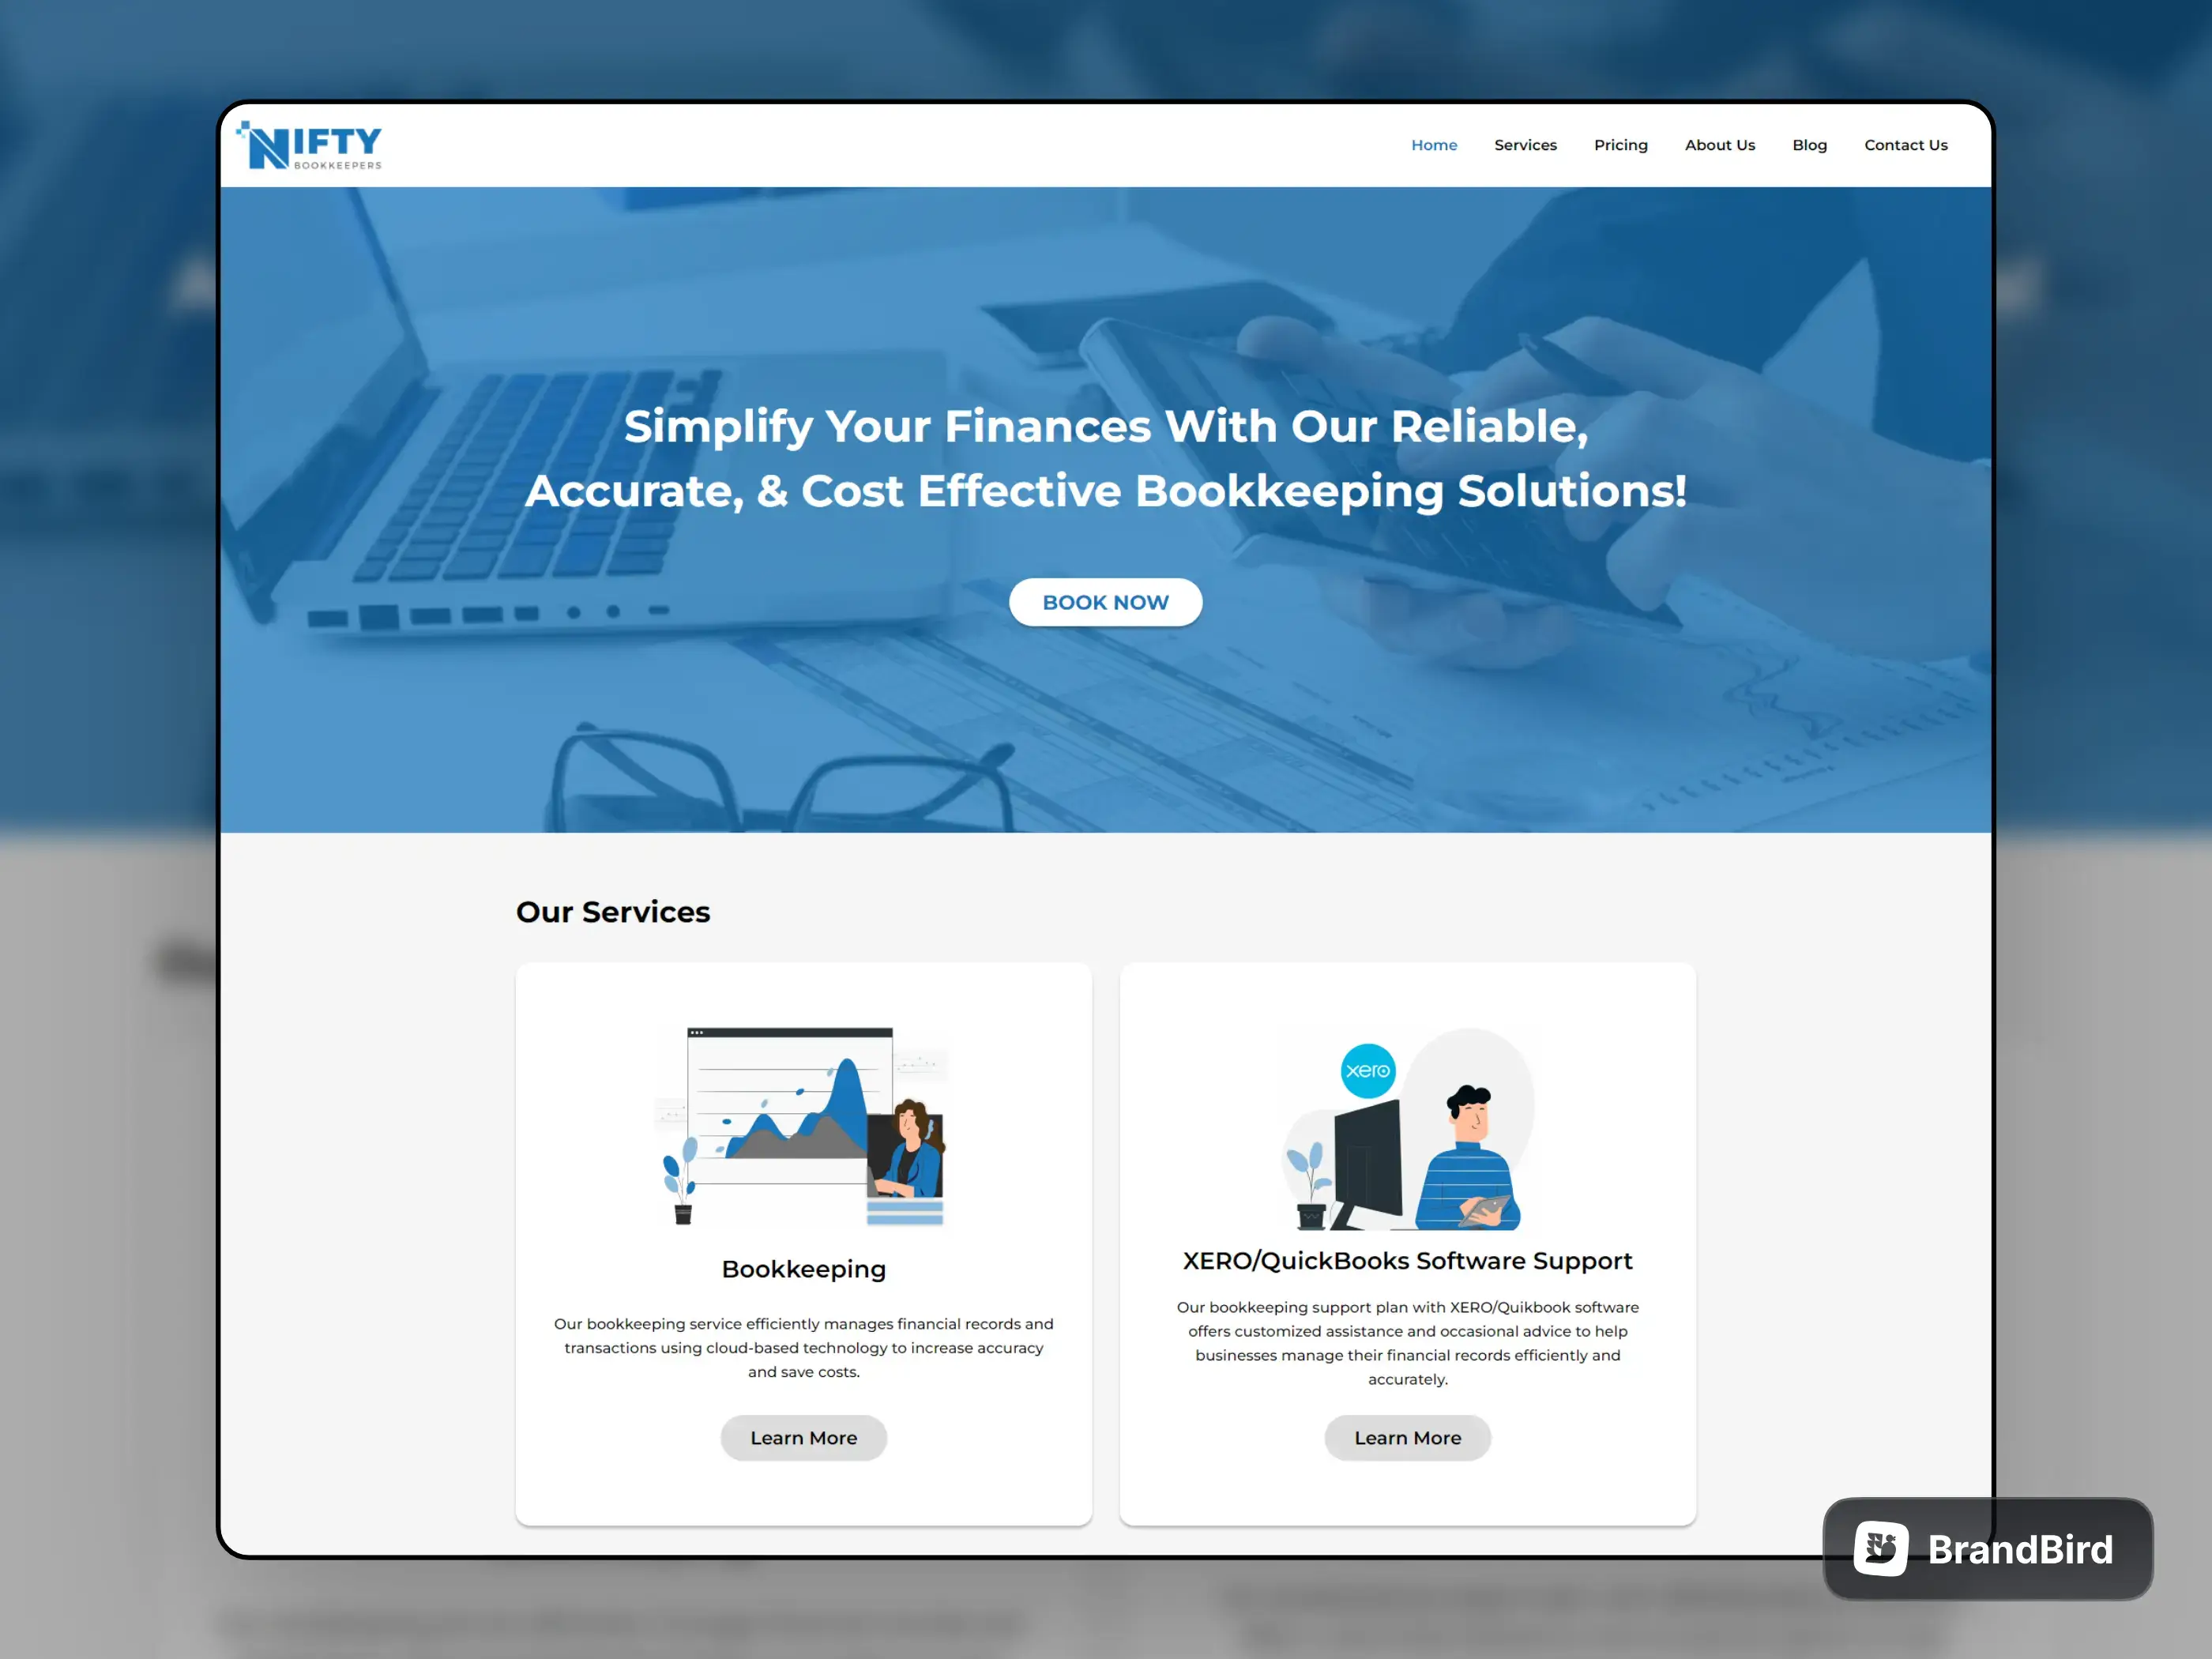 NIFTY
BOOKKEEPERS
Home Services Pricing About Us Blog Contact Us
Simplify Your Finances With Our Reliable,
Accurate, & Cost Effective Bookkeeping Solutions!
BOOK NOW
Our Services
xero
Bookkeeping
Our bookkeeping service efficiently manages financial records and
transactions using cloud-based technology to increase accuracy
and save costs.
Learn More
XERO/QuickBooks Software Support
Our bookkeeping support plan with XERO/Quikbook software
offers customized assistance and occasional advice to help
businesses manage their financial records efficiently and
accurately.
Learn More
BrandBird